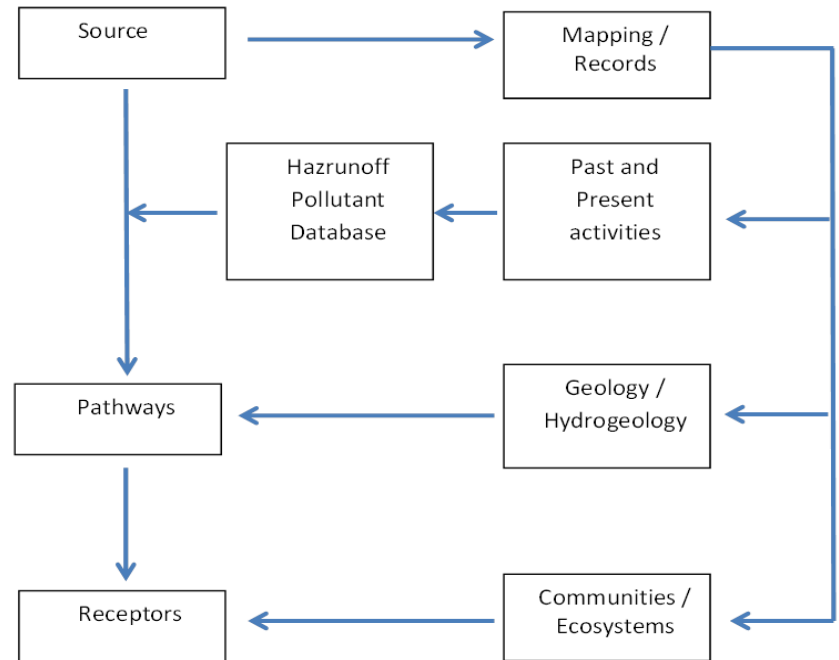 Source
Mapping /
Records
Hazrunoff
Pollutant
Database
Past and
Present
activities
Pathways
Geology /
Hydrogeology
Receptors
Communities /
Ecosystems